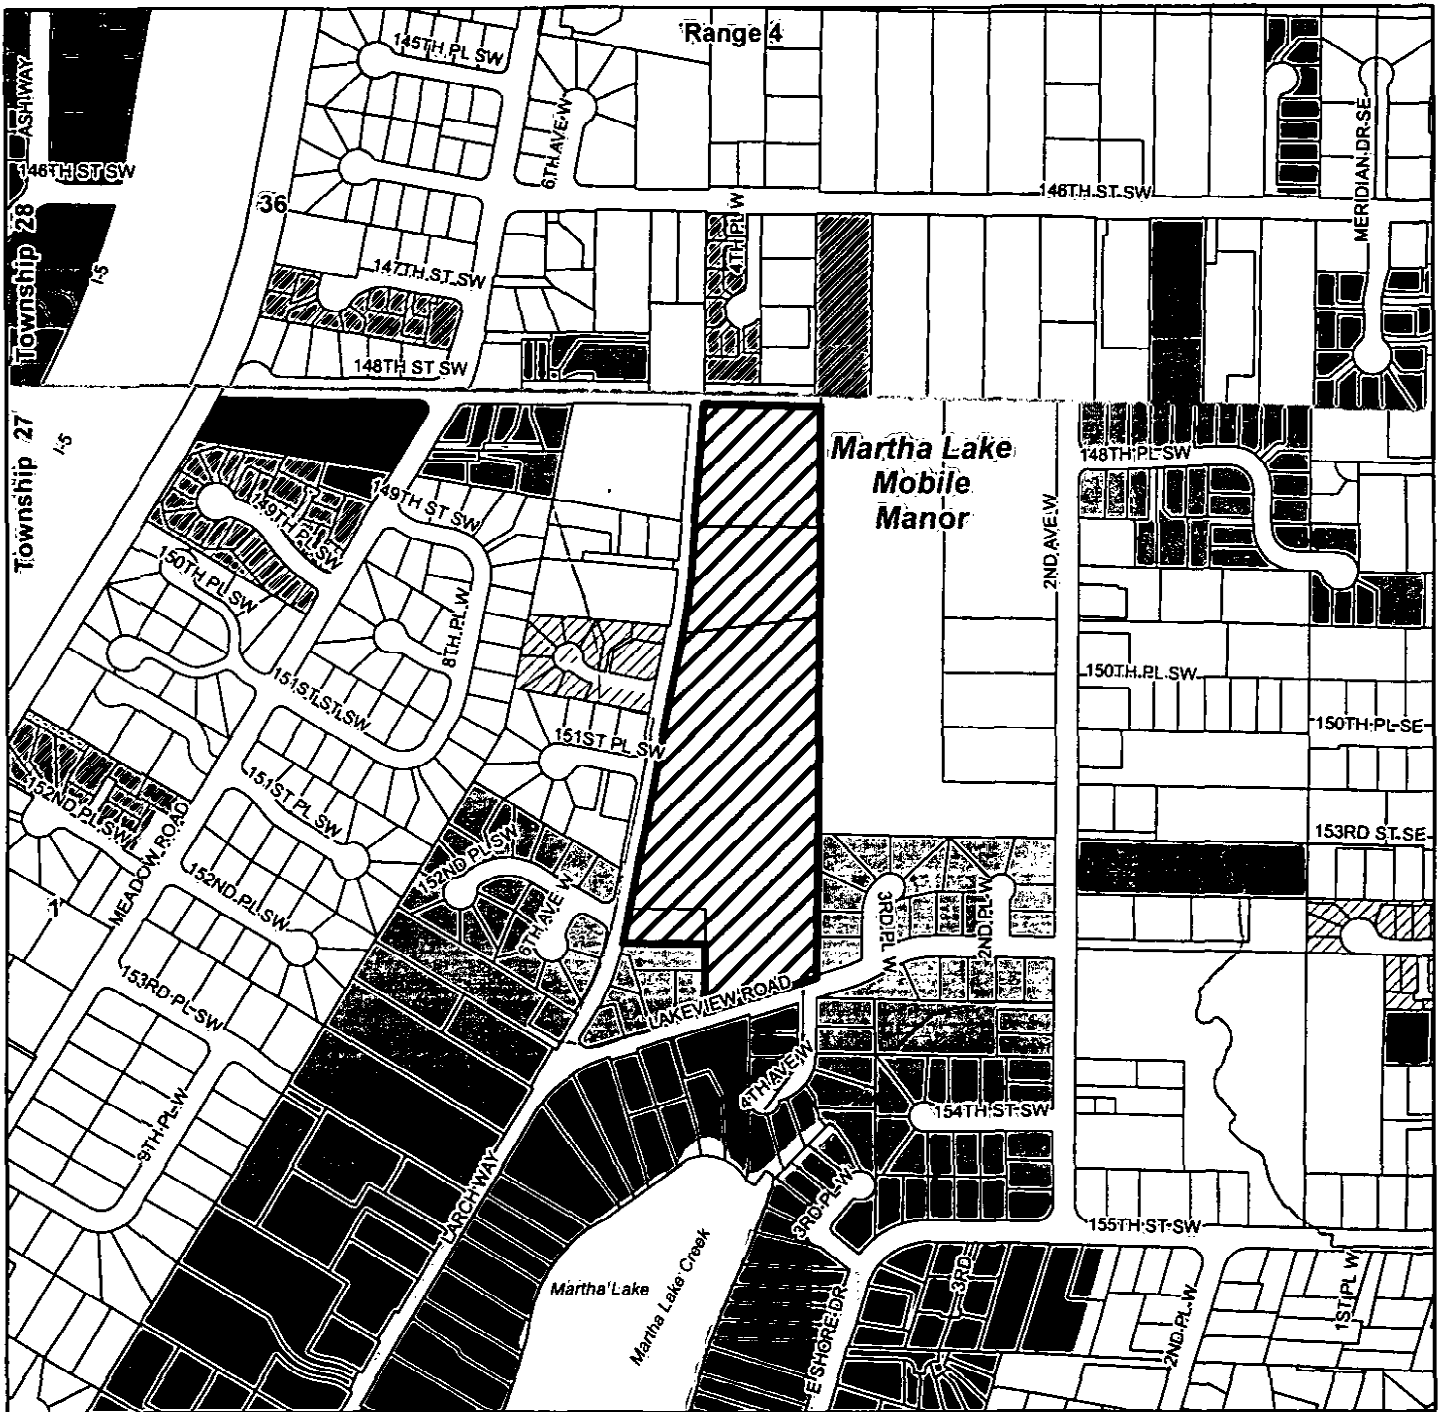 Range 4
145TH PL SW
ASHWAY
6TH AVE W
MERIDIAN DR SE
146TH ST SW
146TH ST SW
36
4TH PL W
Township 28
I-5
147TH ST SW
148TH ST SW
Township 27
I-5
Martha Lake
Mobile
Manor
148TH PL SW
149TH ST SW
149TH PL SW
2ND AVE W
150TH PL SW
8TH PL W
151ST ST SW
150TH PL SW
150TH PL SE
151ST PL SW
151ST PL SW
152ND PL SW
MEADOW ROAD
152ND PL SW
153RD ST SE
152ND PL SW
6TH AVE W
3RD PL W
2ND PL W
1
153RD PL SW
LAKEVIEW ROAD
4TH AVE W
154TH ST SW
9TH PL W
LARCH WAY
3RD PL W
155TH ST SW
Martha Lake
Martha Lake Creek
E SHORE DR
3RD
2ND PL W
1ST PL W